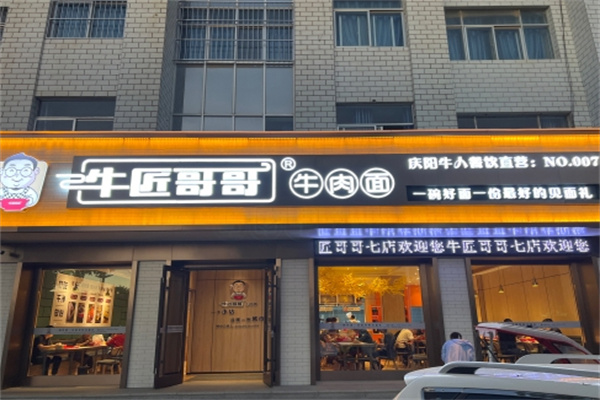 牛匠哥哥®
牛肉面
庆阳牛人餐饮直营：NO.007
一碗好面一份最好的见面礼
匠哥哥七店欢迎您牛匠哥哥七店欢迎您